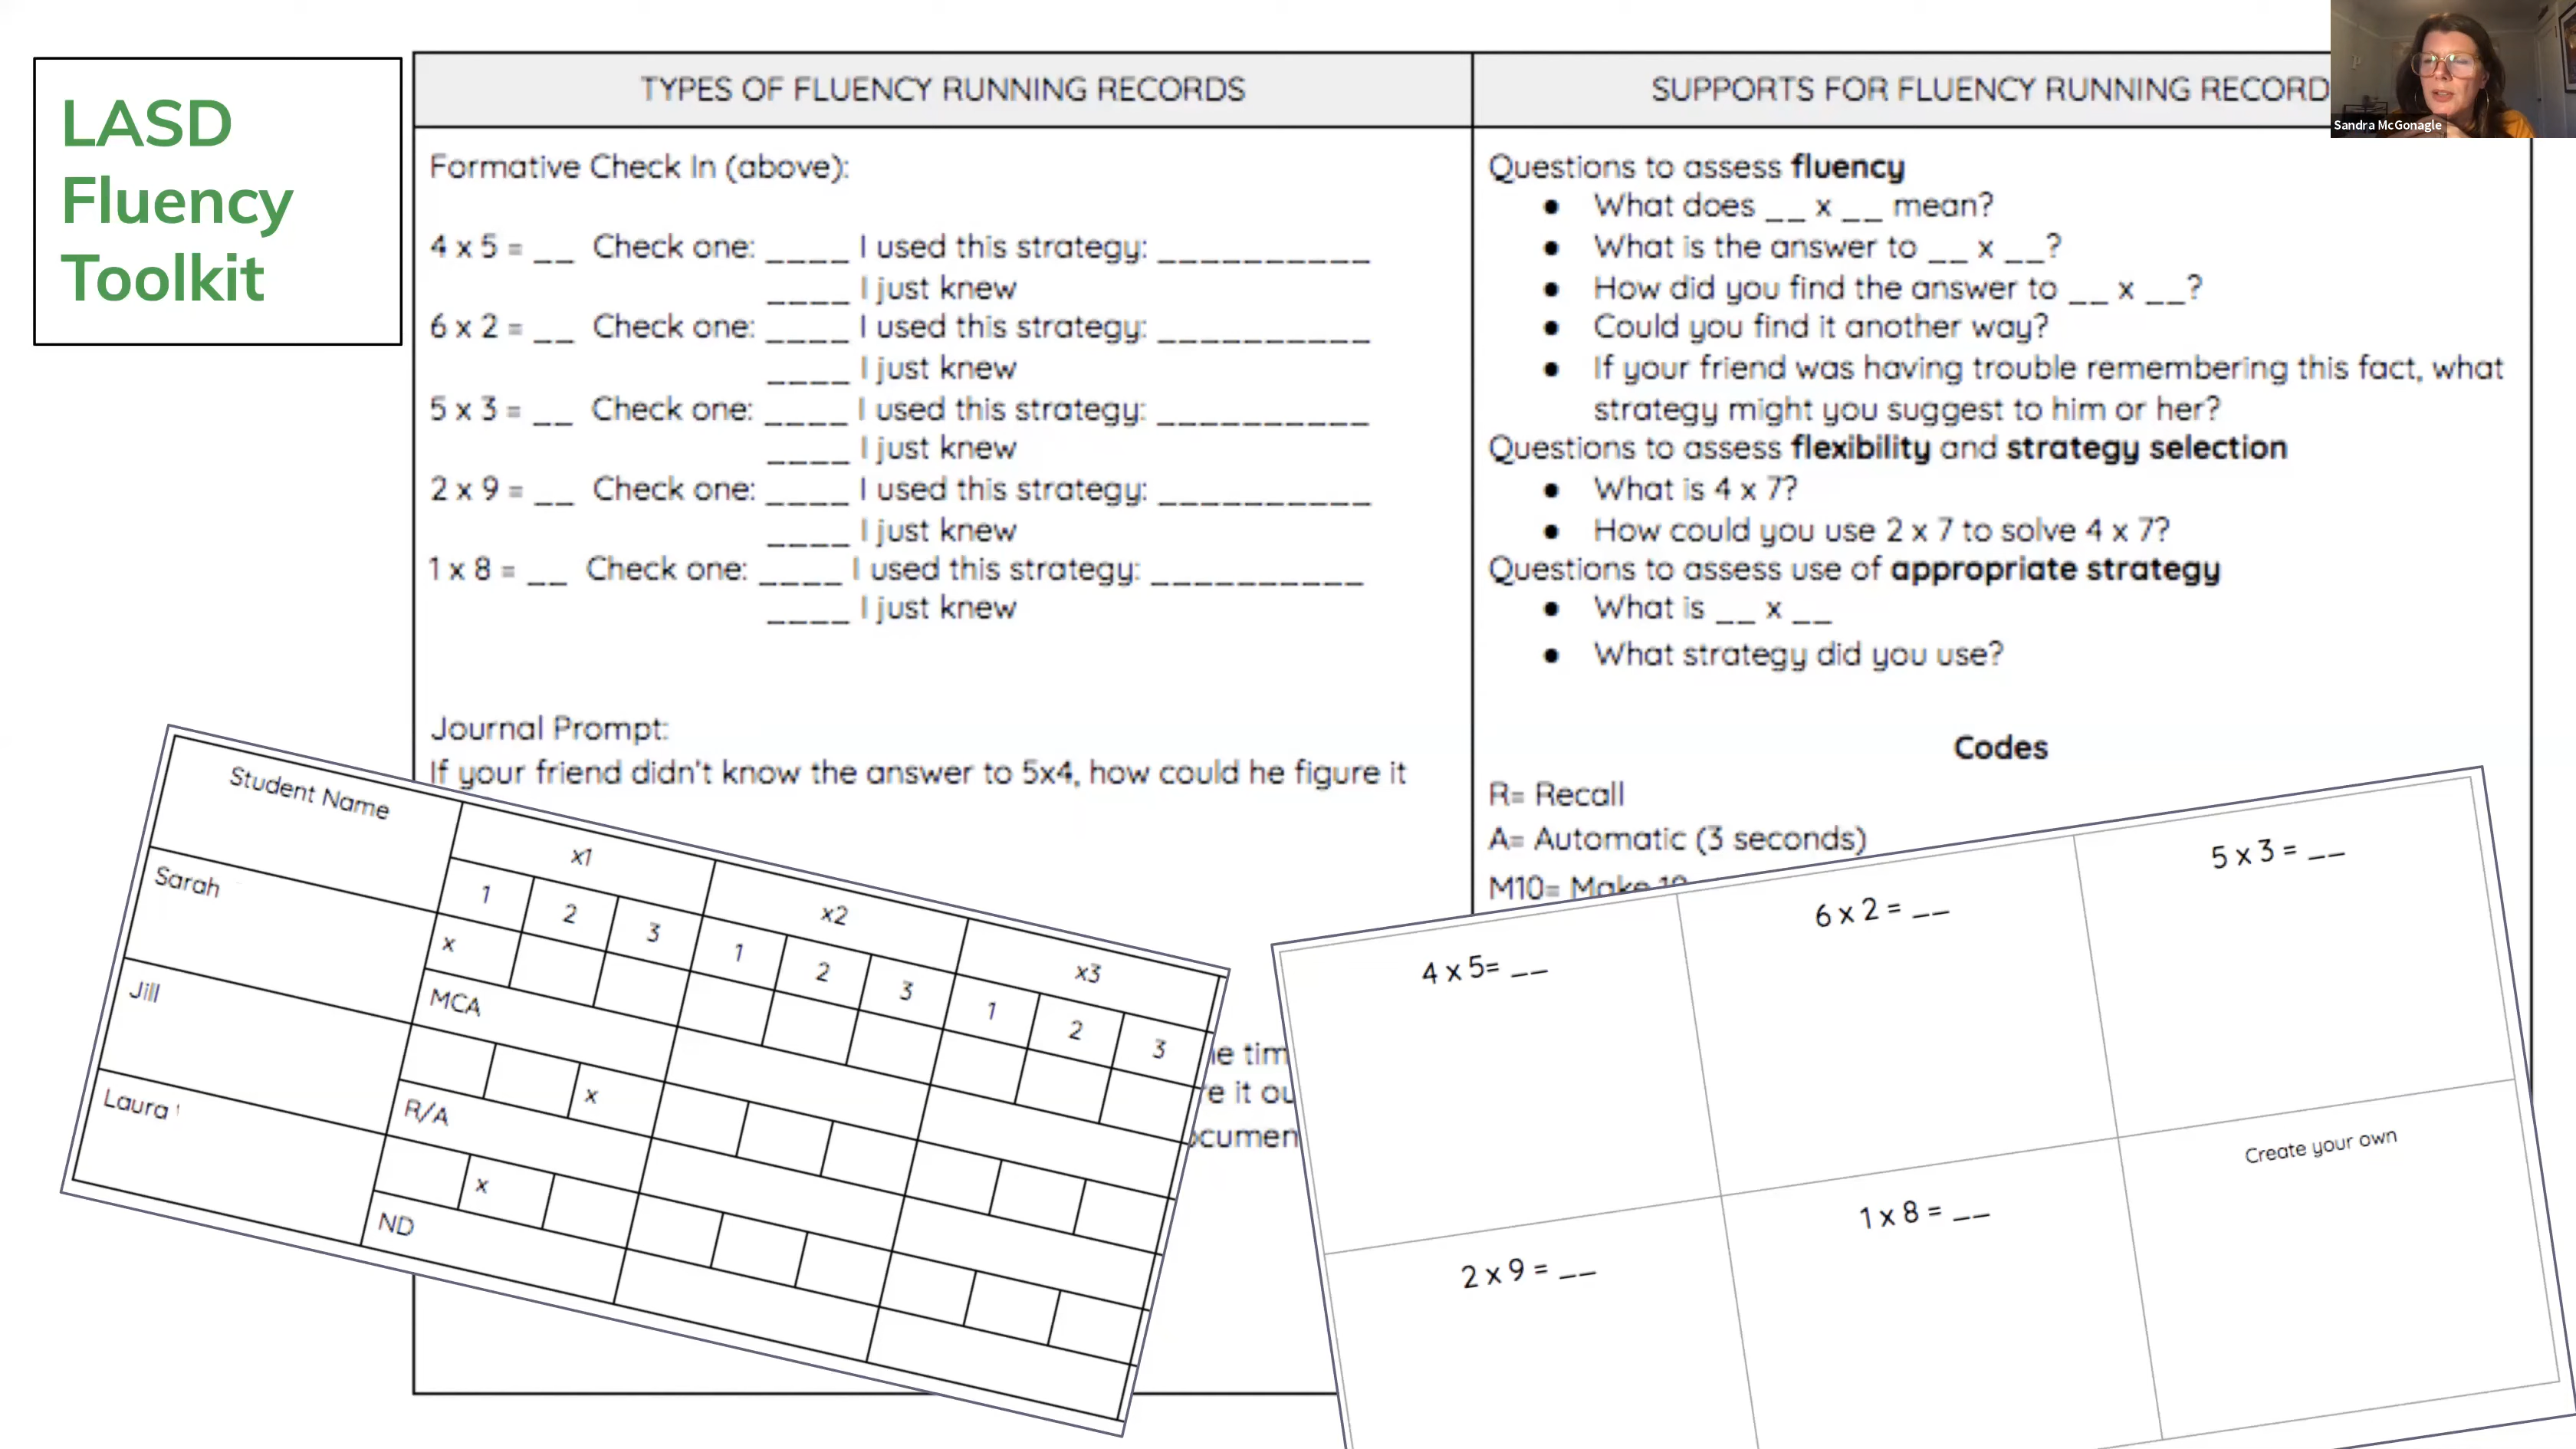 LASD
Fluency
Toolkit
TYPES OF FLUENCY RUNNING RECORDS
Formative Check In (above):
4 x 5 = __ Check one: ____ I used this strategy: __________
____ I just knew
6 x 2 = __ Check one: ____ I used this strategy: __________
____ I just knew
5 x 3 = __ Check one: ____ I used this strategy: __________
____ I just knew
2 x 9 = __ Check one: ____ I used this strategy: __________
____ I just knew
1 x 8 = __ Check one: ____ I used this strategy: __________
____ I just knew
Journal Prompt:
If your friend didn't know the answer to 5x4, how could he figure it
SUPPORTS FOR FLUENCY RUNNING RECORD
Sandra McGonagle
Questions to assess fluency
● What does __ x __ mean?
● What is the answer to __ x __?
● How did you find the answer to __ x __?
● Could you find it another way?
● If your friend was having trouble remembering this fact, what
strategy might you suggest to him or her?
Questions to assess flexibility and strategy selection
● What is 4 x 7?
● How could you use 2 x 7 to solve 4 x 7?
Questions to assess use of appropriate strategy
● What is __ x __
● What strategy did you use?
Codes
R= Recall
A= Automatic (3 seconds)
M10= Make
e tim
e it ou
cumen
Student Name
x1 x2 x3
1 2 3 1 2 3 1 2 3
Sarah x
MCA
Jill x
R/A
Laura x
ND
4 x 5= __
6 x 2 = __
5 x 3 = __
2 x 9 = __
1 x 8 = __
Create your own